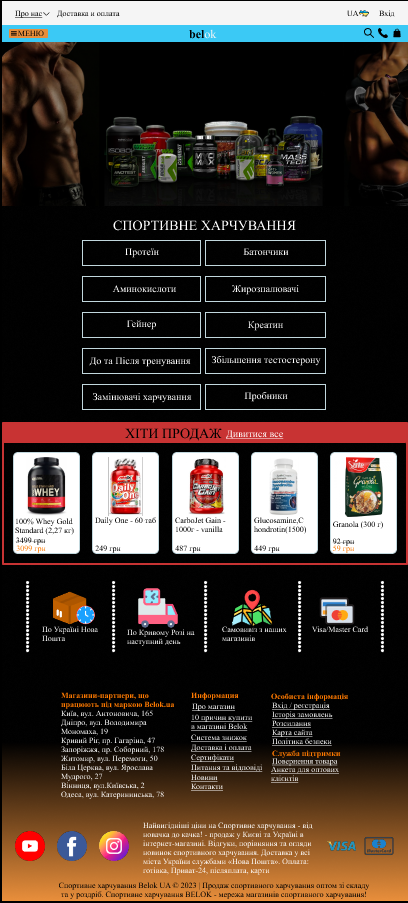 Про нас Доставка и оплата UA Вхід
МЕНЮ belok
СПОРТИВНЕ ХАРЧУВАННЯ
Протеїн Батончики
Аминокислоти Жирозпалювачі
Гейнер Креатин
До та Після тренування Збільшення тестостерону
Замінювачі харчування Пробники
ХІТИ ПРОДАЖ Дивитися все
100% Whey Gold
Standard (2,27 кг)
3499 грн
3099 грн
Daily One - 60 таб
249 грн
CarboJet Gain -
1000г - vanilla
487 грн
Glucosamine,C
hondrotin(1500)
449 грн
Granola (300 г)
92 грн
59 грн
По Україні Нова
Пошта
По Кривому Розі на
наступний день
Самовивіз з наших
магазинів
Visa/Master Card
Магазини-партнери, що
працюють під маркою Belok.ua
Київ, вул. Антоновича, 165
Дніпро, вул. Володимира
Мономаха, 19
Кривий Ріг, пр. Гагаріна, 47
Запоріжжя, пр. Соборний, 178
Житомир, вул. Перемоги, 50
Біла Церква, вул. Ярослава
Мудрого, 27
Вінниця, вул.Київська, 2
Одеса, вул. Катерининська, 78
Информация
Про магазин
10 причин купити
в магазині Belok
Система знижок
Доставка і оплата
Сертифікати
Питання та відповіді
Новини
Контакти
Особиста інформація
Вхід / реєстрація
Історія замовлень
Розсилання
Карта сайта
Політика безпеки
Служба підтримки
Повернення товара
Анкета для оптових
клієнтів
Найвигідніші ціни на Спортивне харчування - від
новачка до качка! - продаж у Києві та Україні в
інтернет-магазині. Відгуки, порівняння та огляди
новинок спортивного харчування. Доставка у всі
міста України службами «Нова Пошта». Оплата:
готівка, Приват-24, післяплата, карти
VISA MasterCard
Спортивне харчування Belok UA © 2023 | Продаж спортивного харчування оптом зі складу
та у роздріб. Спортивне харчування BELOK - мережа магазинів спортивного харчування!